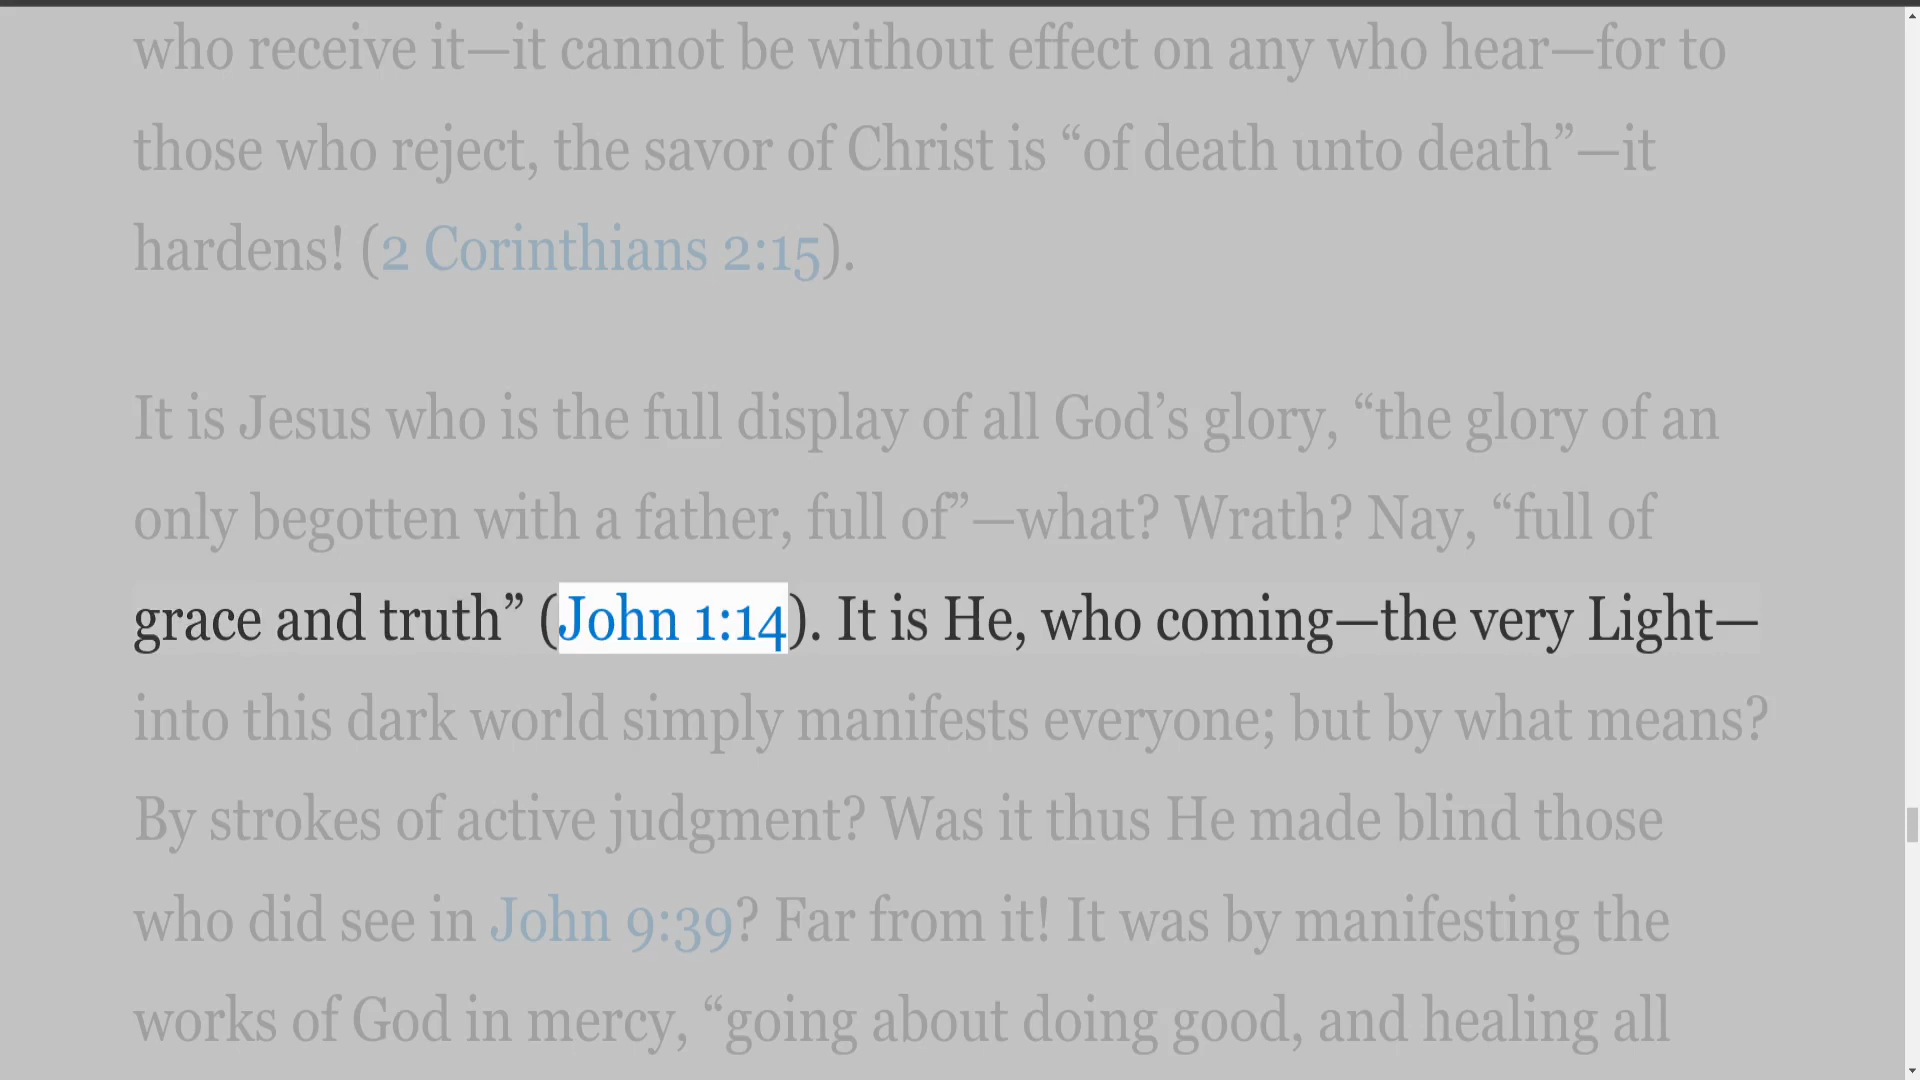 who receive it—it cannot be without effect on any who hear—for to
those who reject, the savor of Christ is “of death unto death”—it
hardens! (2 Corinthians 2:15).
It is Jesus who is the full display of all God’s glory, “the glory of an
only begotten with a father, full of”—what? Wrath? Nay, “full of
grace and truth” (John 1:14). It is He, who coming—the very Light—
into this dark world simply manifests everyone; but by what means?
By strokes of active judgment? Was it thus He made blind those
who did see in John 9:39? Far from it! It was by manifesting the
works of God in mercy, “going about doing good, and healing all